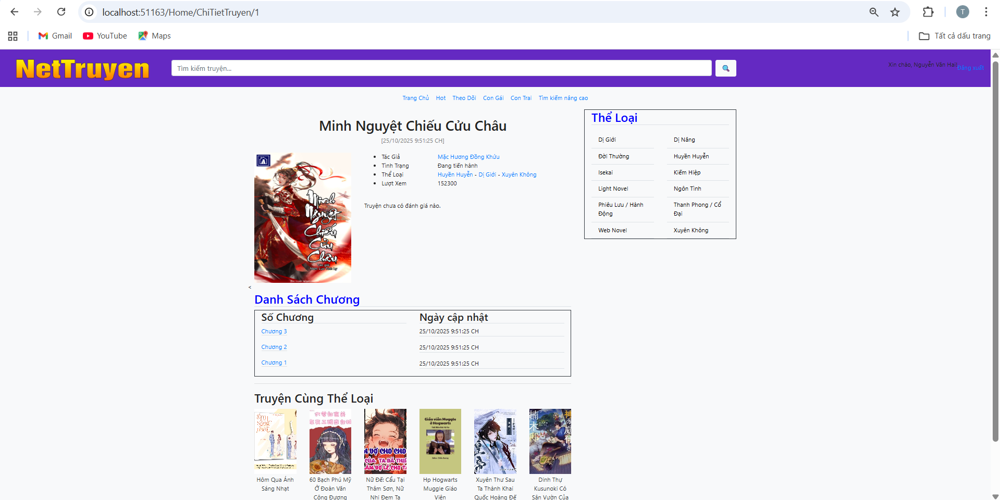 localhost:51163/Home/ChiTietTruyen/1
T
Gmail
YouTube
Maps
Tất cả dấu trang
NetTruyen
Tìm kiếm truyện...
Xin chào, Nguyễn Văn Hai!
Đăng xuất
Trang Chủ Hot Theo Dõi Con Gái Con Trai Tìm kiếm nâng cao
Minh Nguyệt Chiếu Cửu Châu
[25/10/2025 9:51:25 CH]
Minh
Nguyệt
Chiếu
Cửu
Châu
Tác giả
Tác Giả Mặc Hương Đồng Khứu
Tình Trạng Đang tiến hành
Thể Loại Huyền Huyễn - Dị Giới - Xuyên Không
Lượt Xem 152300
Truyện chưa có đánh giá nào.
Thể Loại
Dị Giới Dị Năng
Đời Thường Huyền Huyễn
Isekai Kiếm Hiệp
Light Novel Ngôn Tình
Phiêu Lưu / Hành
Động
Thanh Phong / Cổ
Đại
Web Novel Xuyên Không
<
Danh Sách Chương
Số Chương Ngày cập nhật
Chương 3 25/10/2025 9:51:25 CH
Chương 2 25/10/2025 9:51:25 CH
Chương 1 25/10/2025 9:51:25 CH
Truyện Cùng Thể Loại
Giáo viên Muggle
ở Hogwarts
Hôm Qua Ánh
Sáng Nhạt
60 Bạch Phú Mỹ
Ở Đoàn Văn
Công Đương
Nữ Đế: Cẩu Tại
Thâm Sơn, Nữ
Nhi Đem Ta
Hp Hogwarts
Muggle Giáo
Viên
Xuyên Thư Sau
Ta Thành Khai
Quốc Hoàng Đế
Dinh Thự
Kusunoki Có
Sân Vườn Của